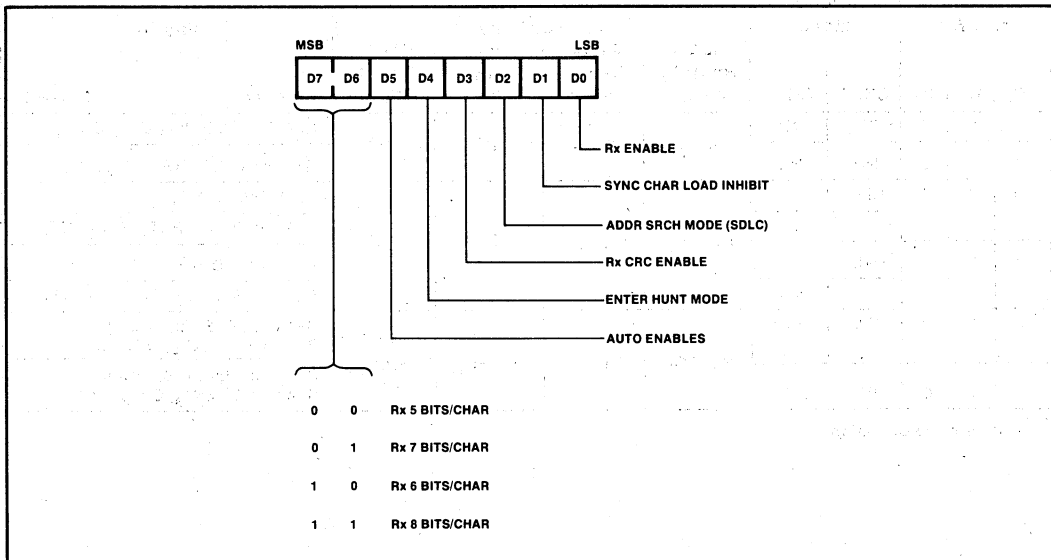 MSB LSB
D7 D6 D5 D4 D3 D2 D1 D0
Rx ENABLE
SYNC CHAR LOAD INHIBIT
ADDR SRCH MODE (SDLC)
Rx CRC ENABLE
ENTER HUNT MODE
AUTO ENABLES
0 0 Rx 5 BITS/CHAR
0 1 Rx 7 BITS/CHAR
1 0 Rx 6 BITS/CHAR
1 1 Rx 8 BITS/CHAR